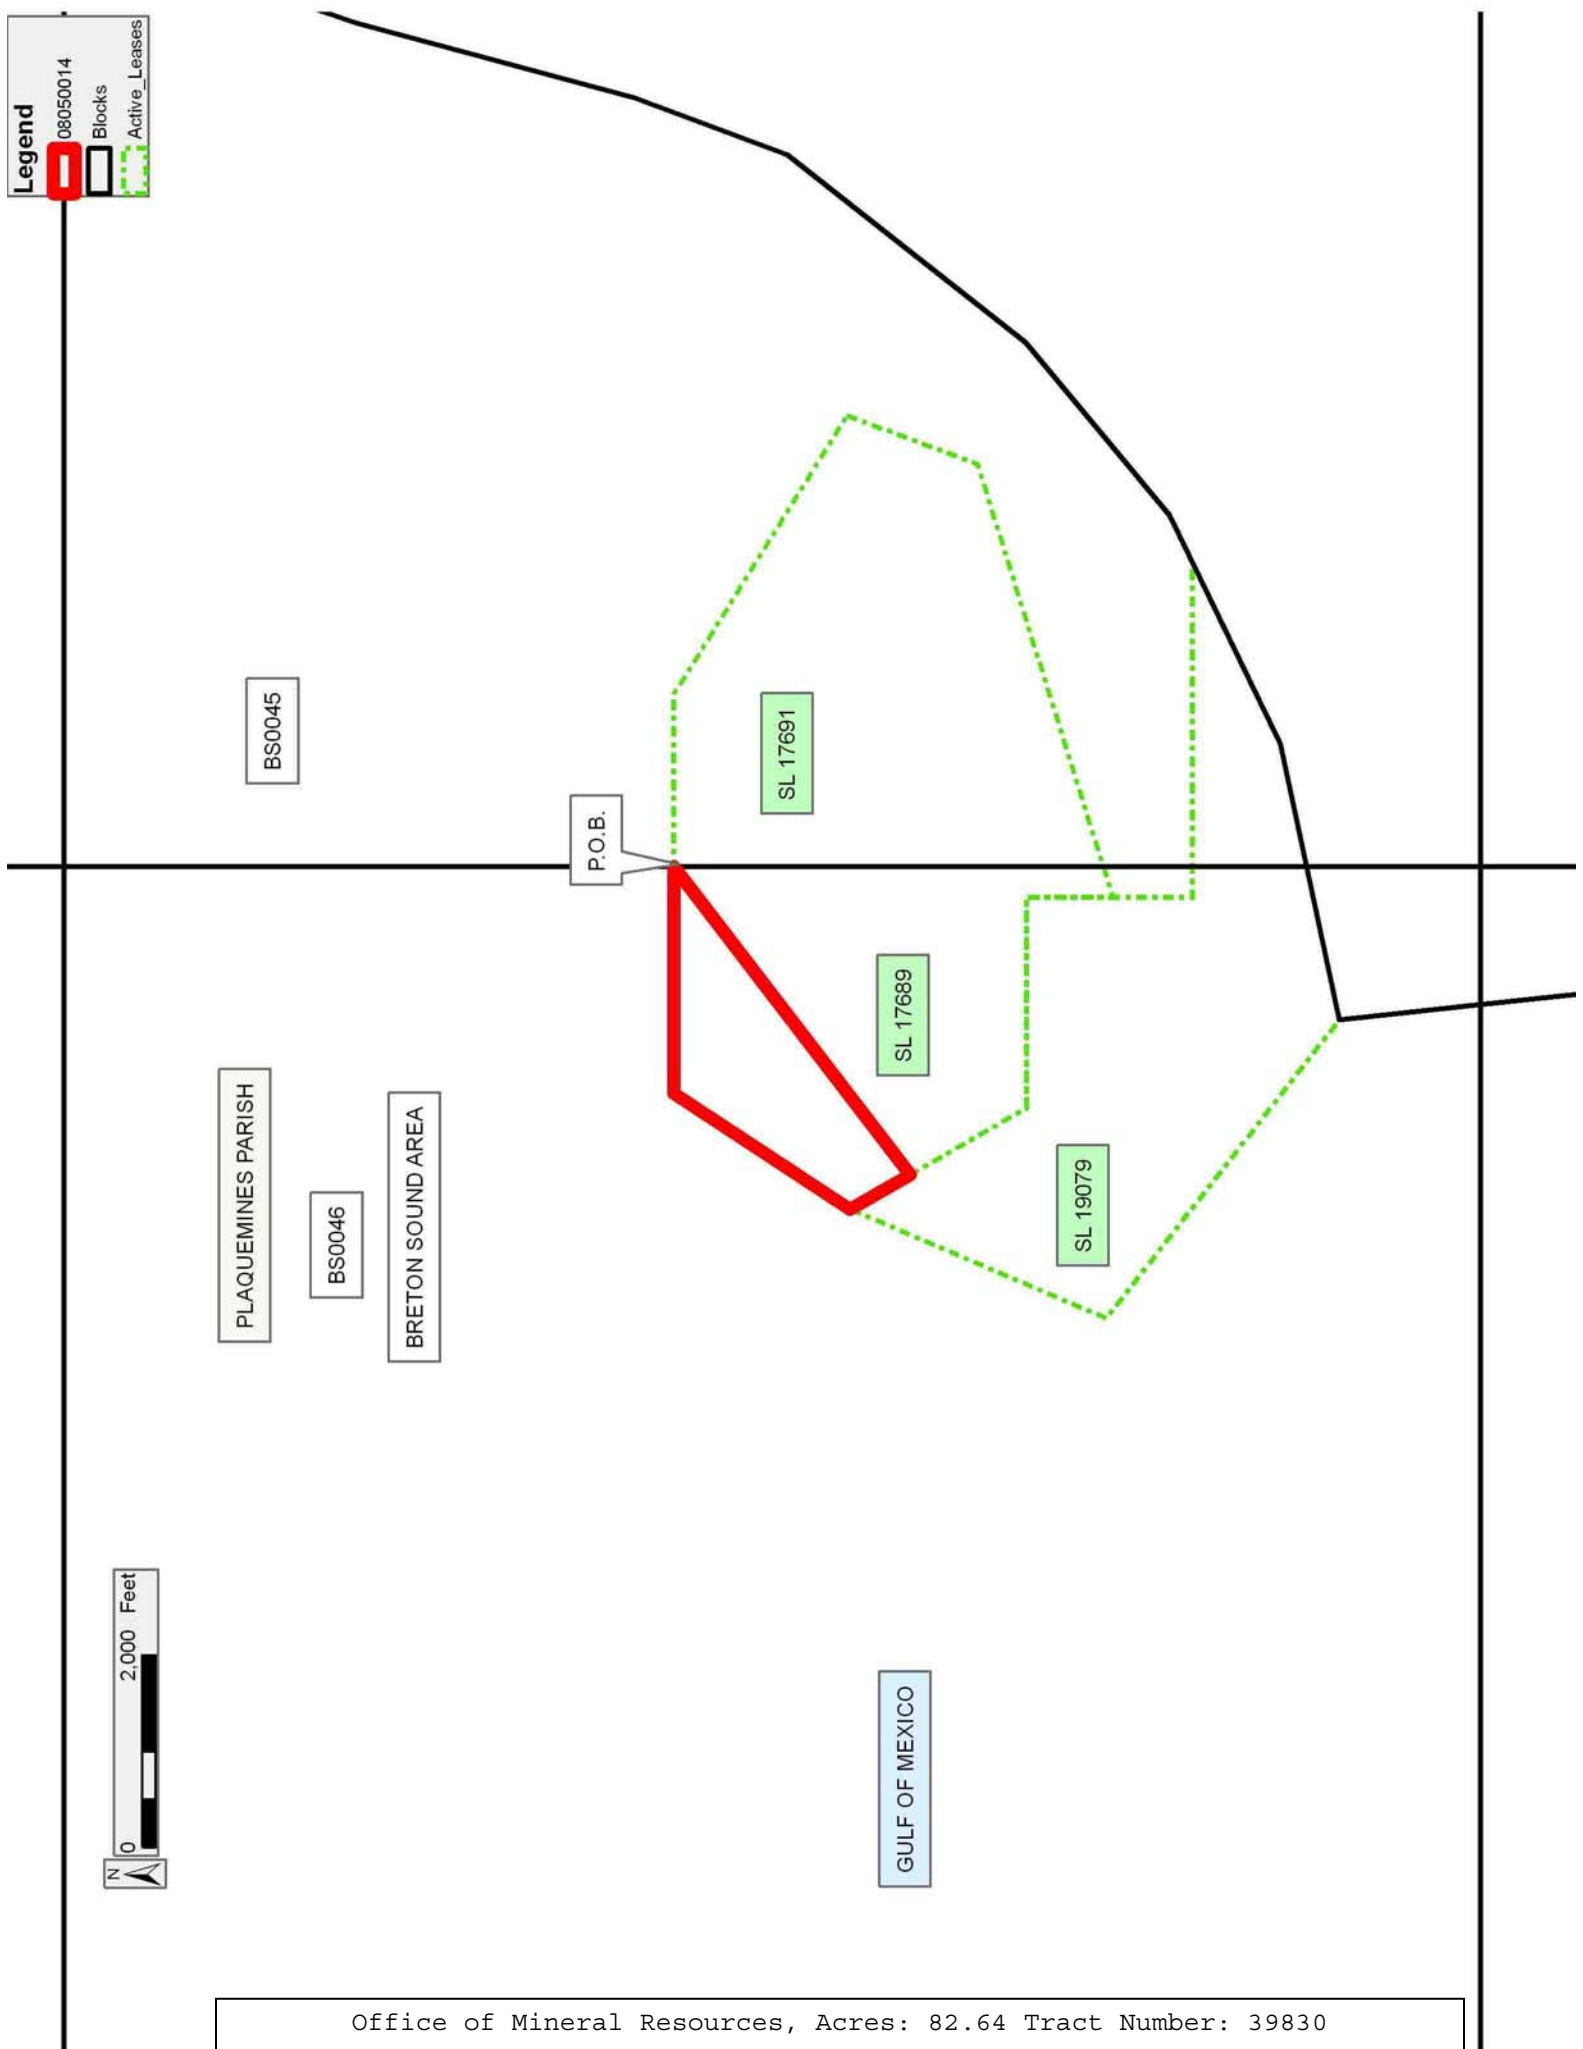 Legend
08050014
Blocks
Active_Leases
BS0045
P.O.B.
SL 17691
PLAQUEMINES PARISH
BS0046
BRETON SOUND AREA
SL 17689
SL 19079
0 2,000 Feet
N
GULF OF MEXICO
Office of Mineral Resources, Acres: 82.64 Tract Number: 39830